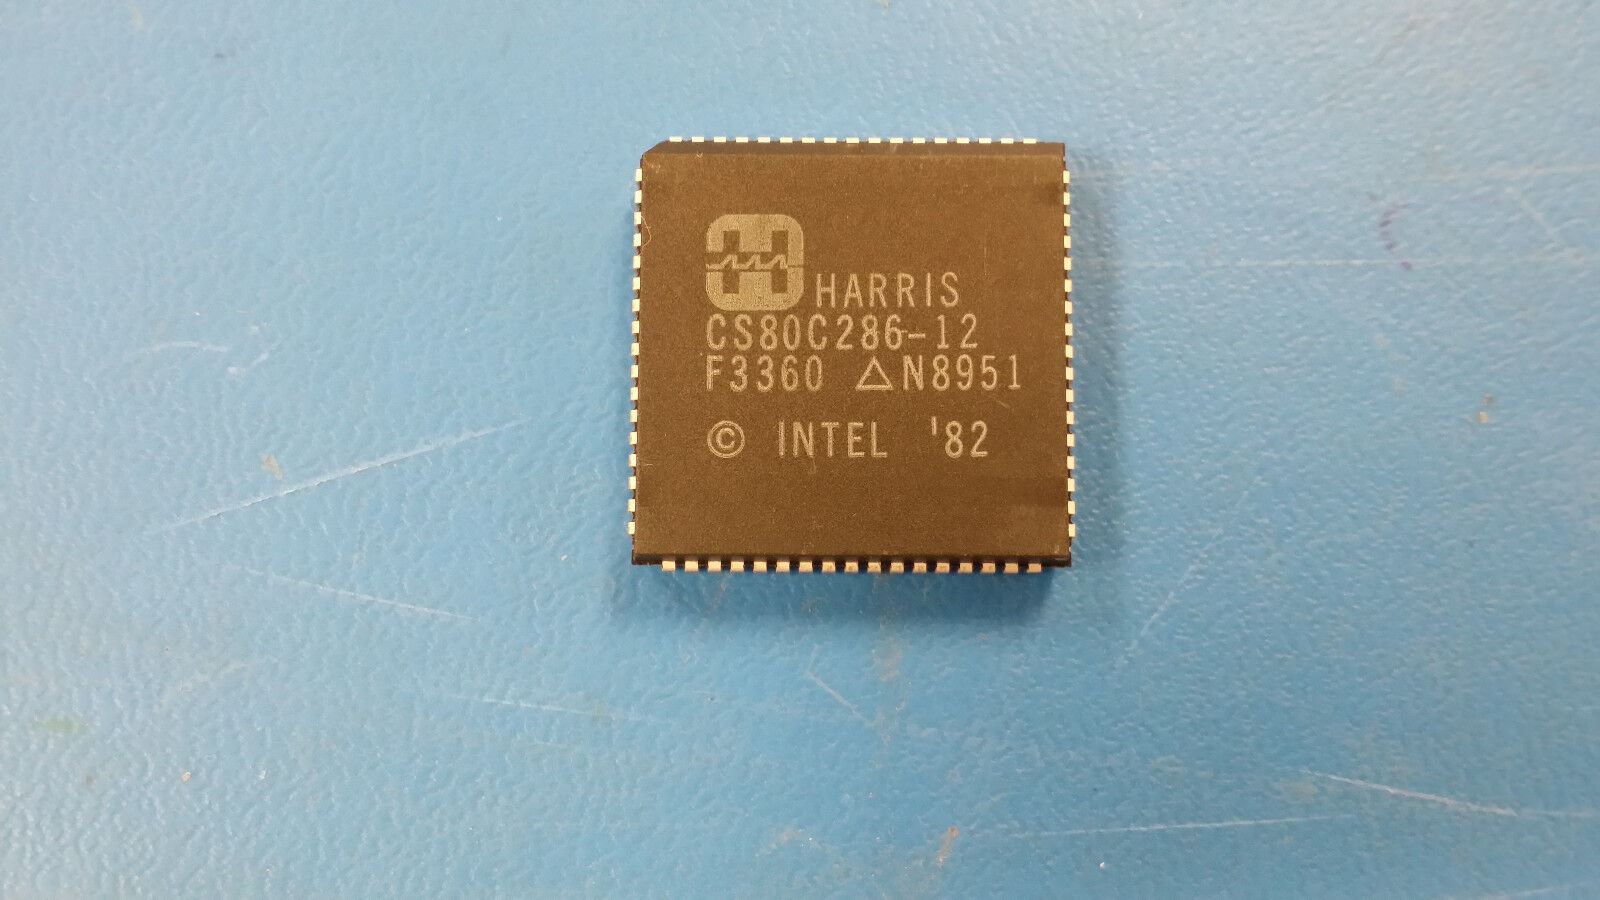 HARRIS
CS80C286-12
F3360 △N8951
© INTEL '82